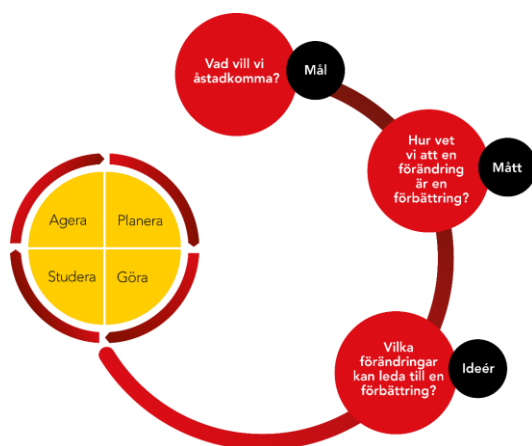 Vad vill vi
åstadkomma?
Mål
Hur vet
vi att en
förändring
är en
förbättring?
Mått
Agera
Planera
Studera
Göra
Vilka
förändringar
kan leda till en
förbättring?
Ideér